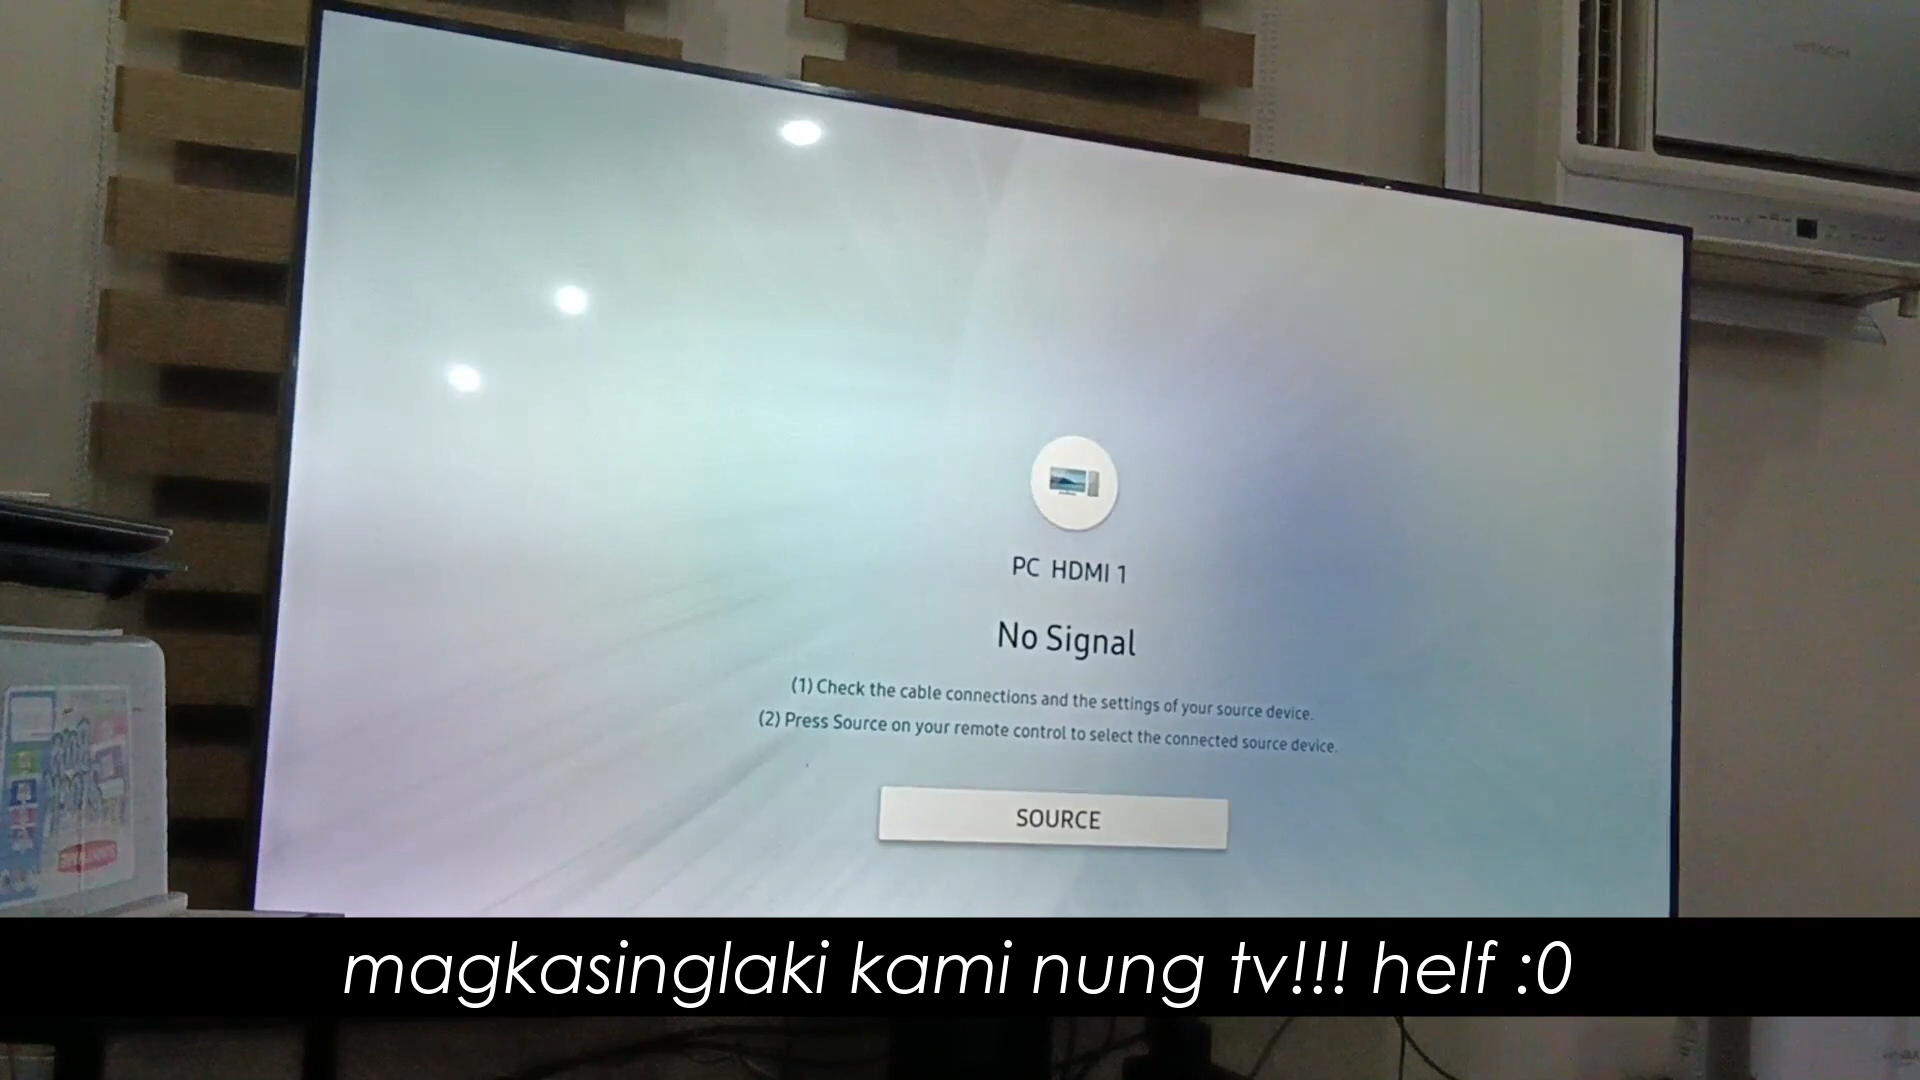 HITACHI
PC HDMI 1
No Signal
(1) Check the cable connections and the settings of your source device.
(2) Press Source on your remote control to select the connected source device.
SOURCE
magkasinglaki kami nung tv!!! helf :0